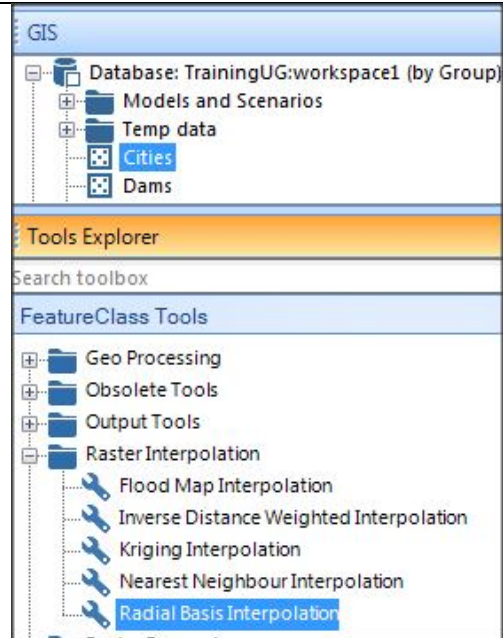 GIS
Database: TrainingUG:workspace1 (by Group)
Models and Scenarios
Temp data
Cities
Dams
Tools Explorer
Search toolbox
FeatureClass Tools
Geo Processing
Obsolete Tools
Output Tools
Raster Interpolation
Flood Map Interpolation
Inverse Distance Weighted Interpolation
Kriging Interpolation
Nearest Neighbour Interpolation
Radial Basis Interpolation